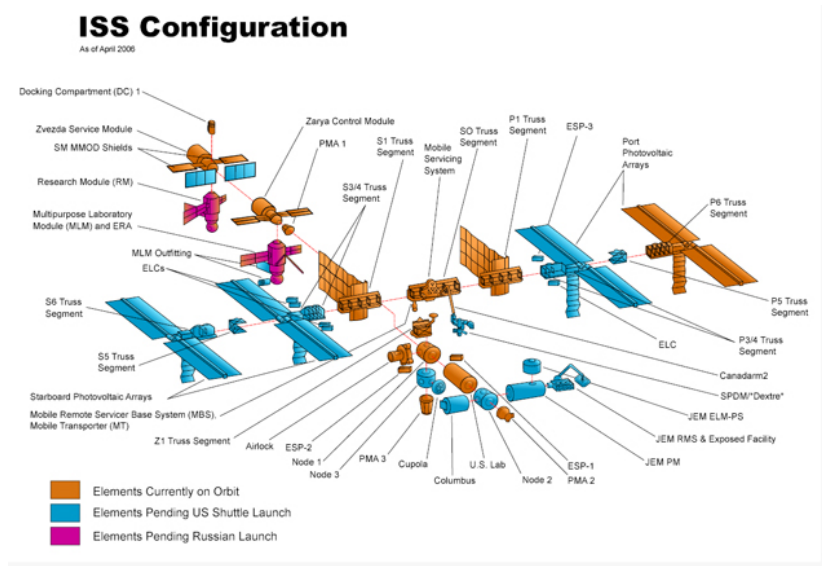 ISS Configuration
As of April 2006
Docking Compartment (DC) 1
Zvezda Service Module
SM MMOD Shields
Research Module (RM)
Multipurpose Laboratory
Module (MLM) and ERA
MLM Outfitting
ELCs
S6 Truss
Segment
S5 Truss
Segment
Starboard Photovoltaic Arrays
Mobile Remote Servicer Base System (MBS),
Mobile Transporter (MT)
Z1 Truss Segment
Airlock
ESP-2
Node 1
Node 3
PMA 3
Cupola
Columbus
U.S. Lab
Node 2
ESP-1
PMA 2
JEM PM
JEM RMS & Exposed Facility
JEM ELM-PS
SPDM/"Dextre"
Canadarm2
ELC
P3/4 Truss
Segment
P5 Truss
Segment
P6 Truss
Segment
Port
Photovoltaic
Arrays
ESP-3
P1 Truss
Segment
SO Truss
Segment
Mobile
Servicing
System
S1 Truss
Segment
S3/4 Truss
Segment
PMA 1
Zarya Control Module
Elements Currently on Orbit
Elements Pending US Shuttle Launch
Elements Pending Russian Launch